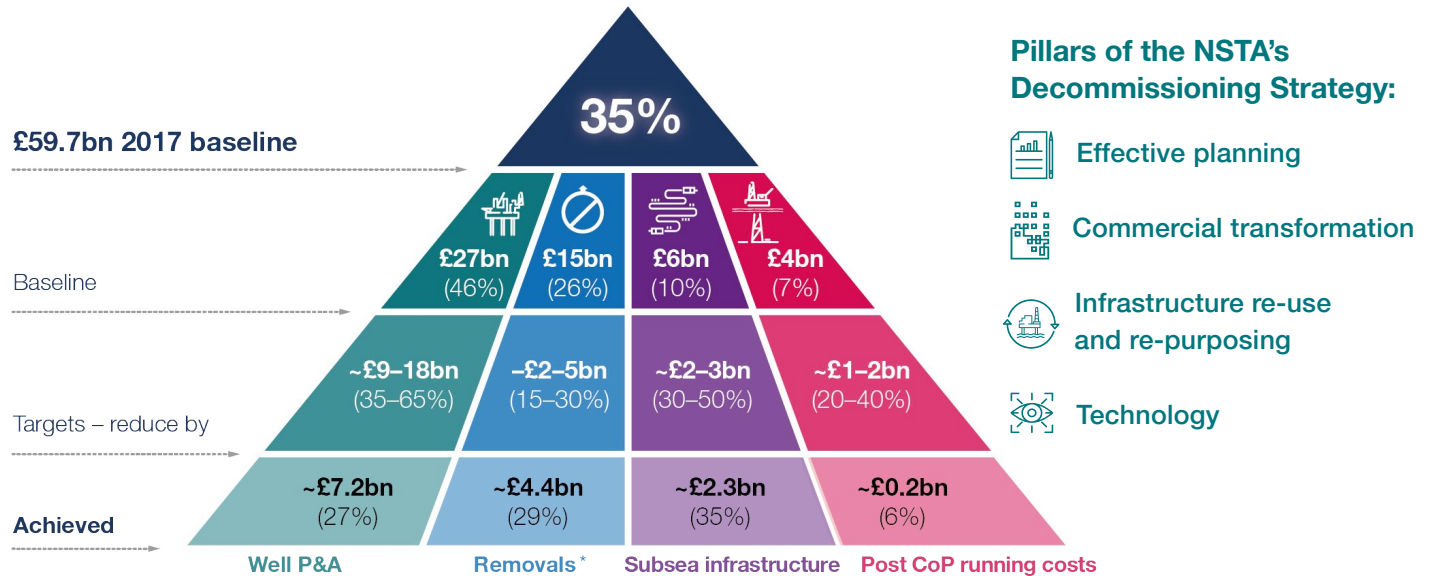 35%
£59.7bn 2017 baseline
Baseline
£27bn
(46%)
£15bn
(26%)
£6bn
(10%)
£4bn
(7%)
Targets – reduce by
~£9–18bn
(35–65%)
–£2–5bn
(15–30%)
~£2–3bn
(30–50%)
~£1–2bn
(20–40%)
Achieved
~£7.2bn
(27%)
~£4.4bn
(29%)
~£2.3bn
(35%)
~£0.2bn
(6%)
Well P&A
Removals *
Subsea infrastructure
Post CoP running costs
Pillars of the NSTA’s
Decommissioning Strategy:
Effective planning
Commercial transformation
Infrastructure re-use
and re-purposing
Technology